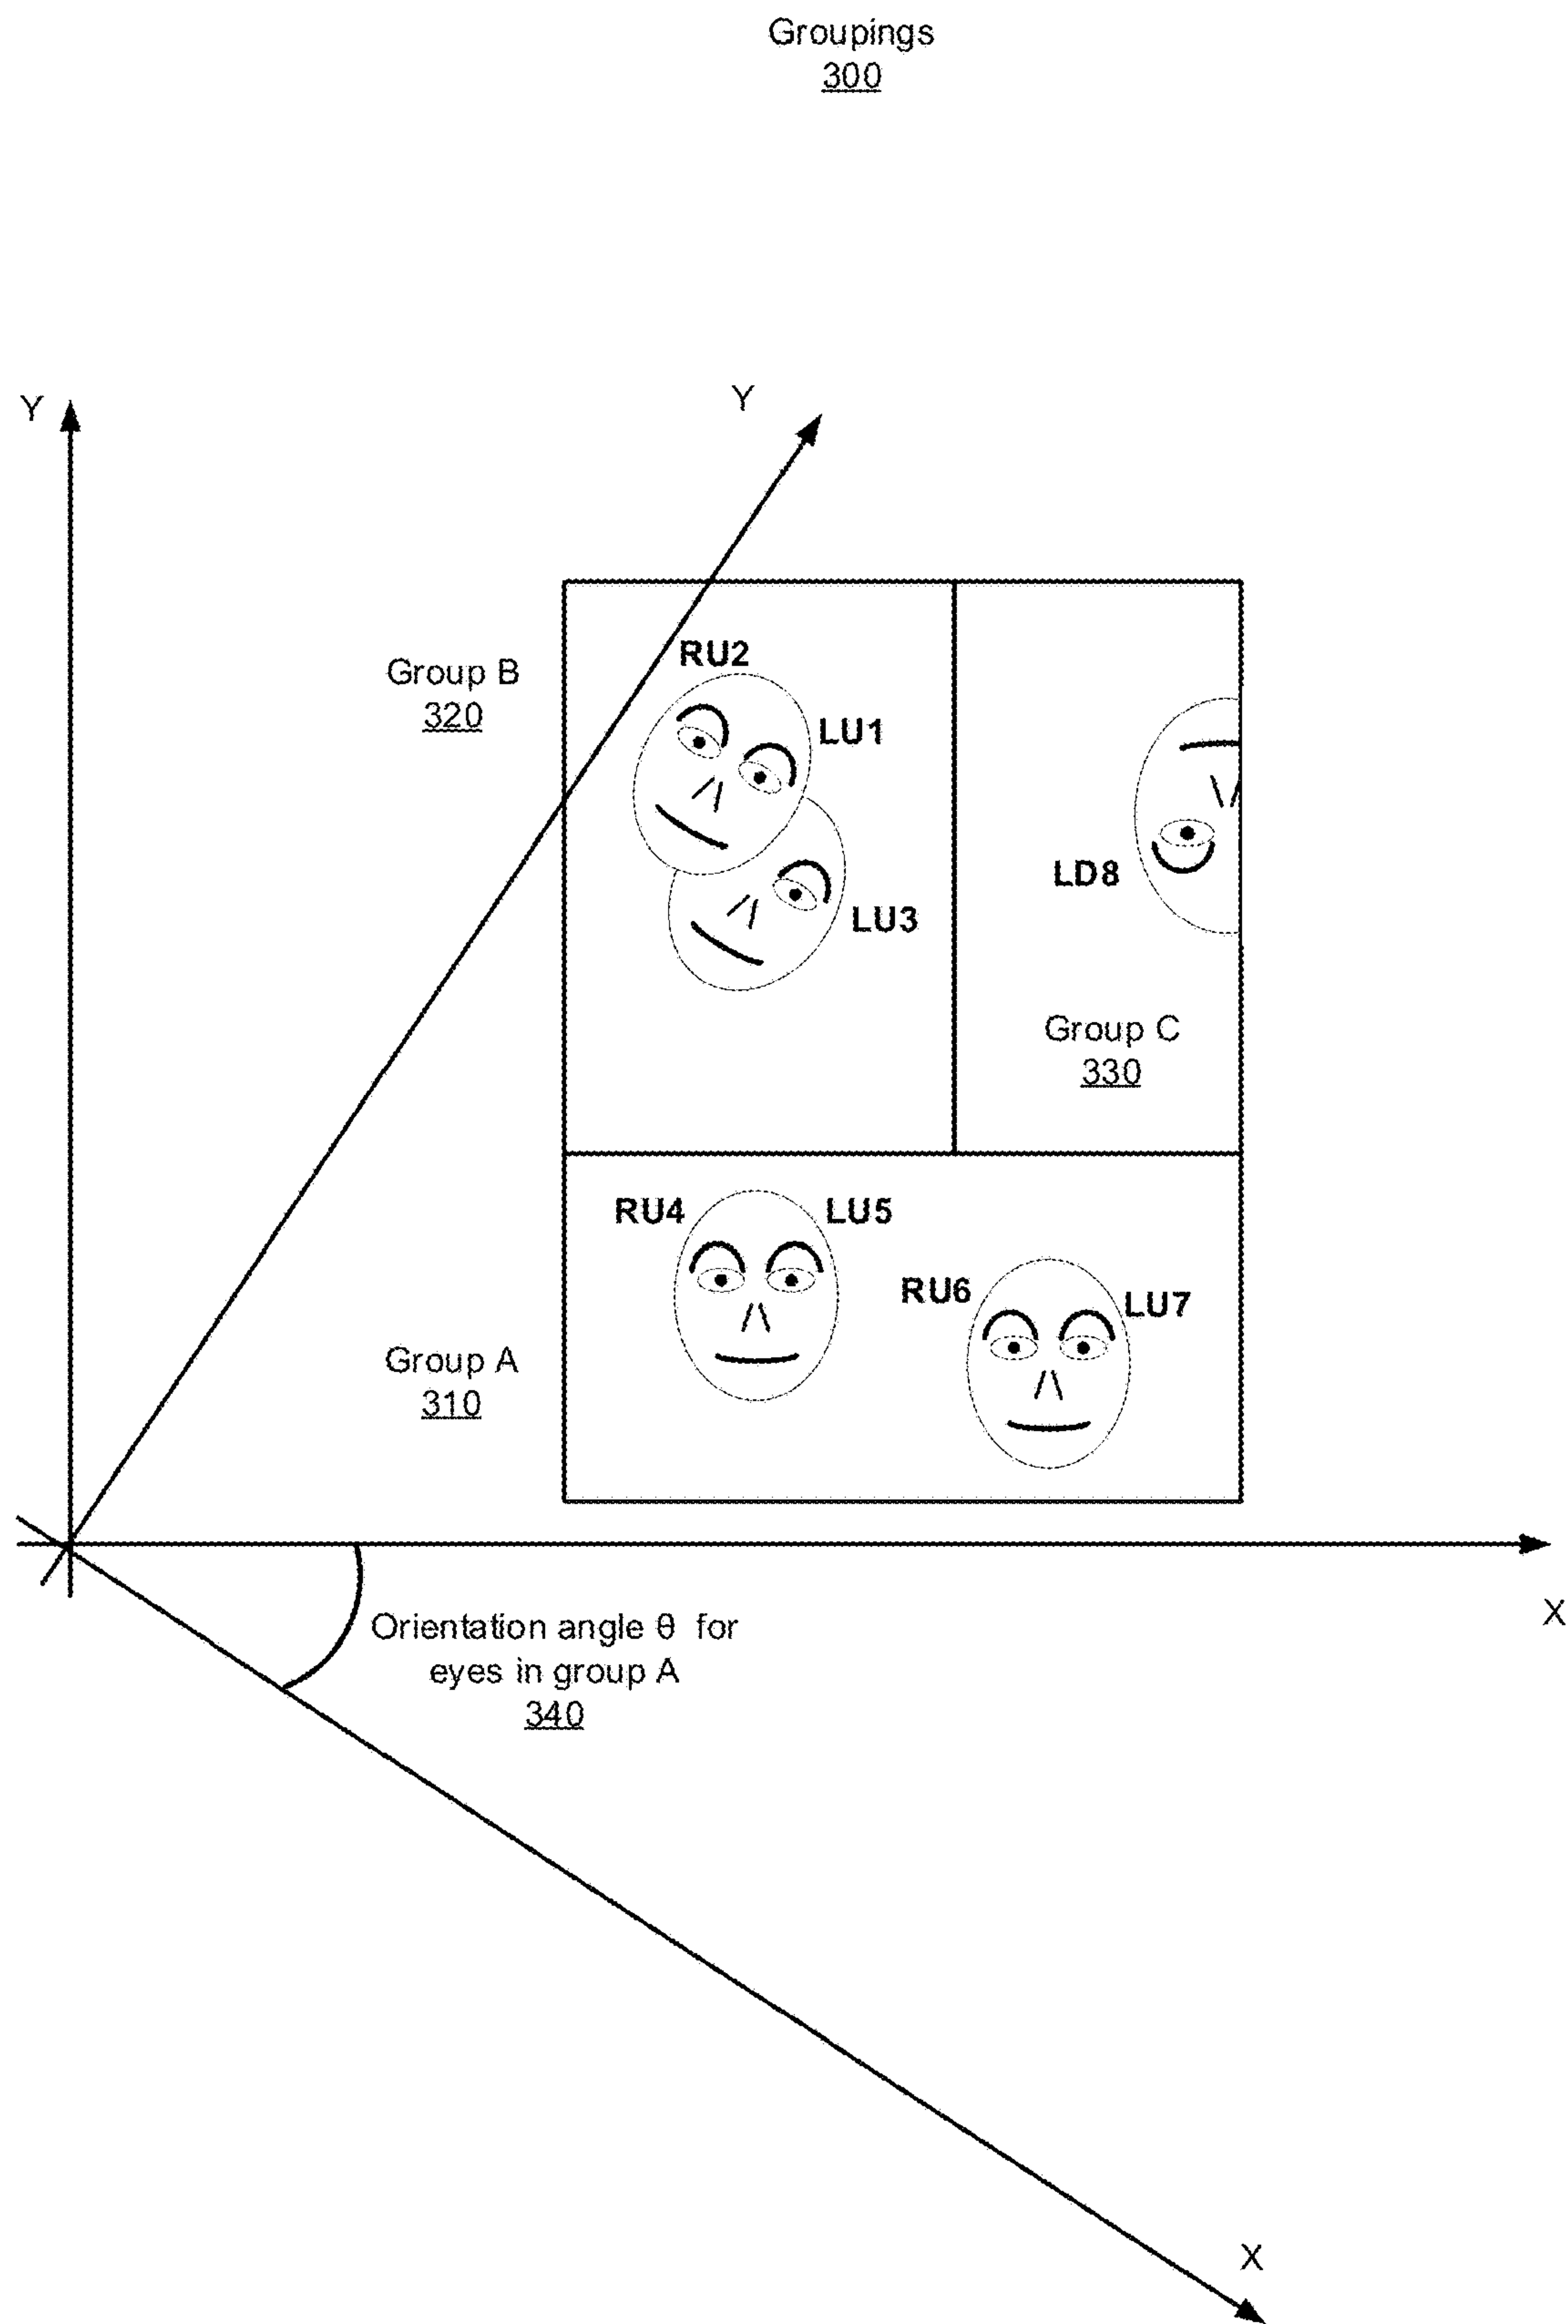 Groupings
300
Y
Y
RU2
Group B
320
LU1
LD8
LU3
Group C
330
RU4
LU5
RU6
LU7
Group A
310
X
Orientation angle θ for
eyes in group A
340
X